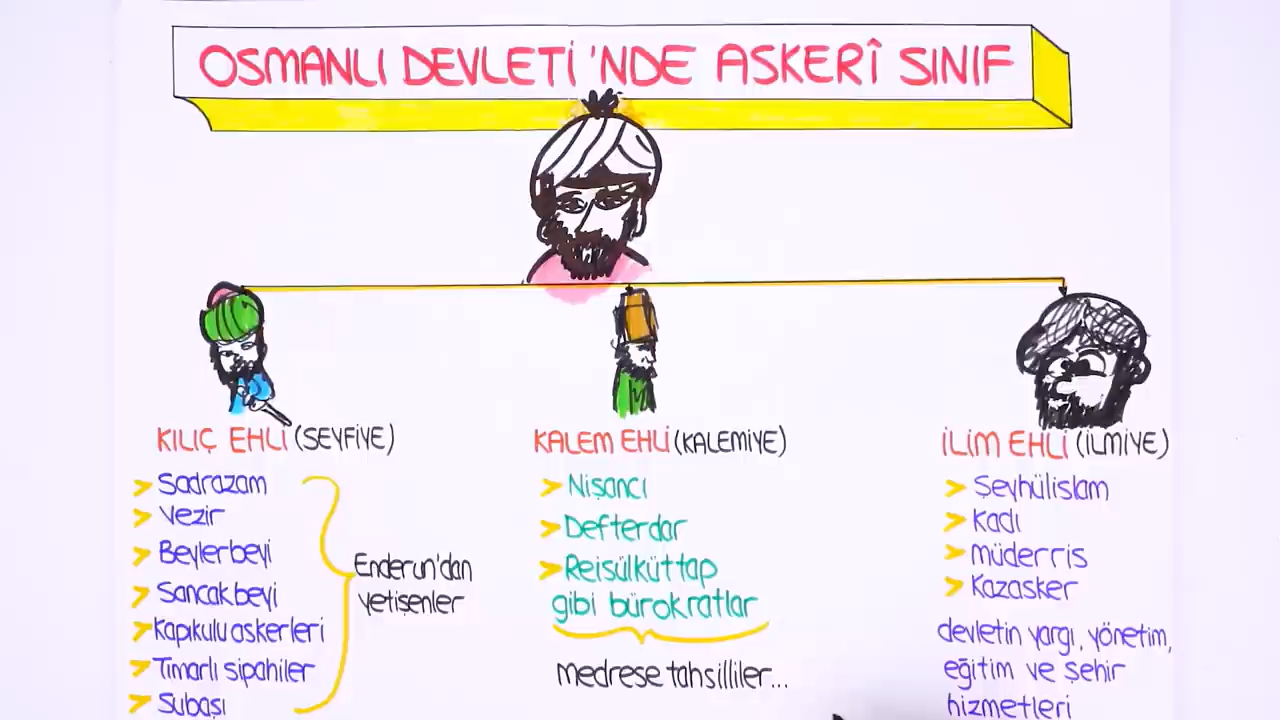 OSMANLI DEVLETİ'NDE ASKERÎ SINIF
KILIÇ EHLİ (SEYFİYE)
> Sadrazam
> Vezir
> Beylerbeyi
> Sancakbeyi
> Kapıkulu askerleri
> Tımarlı sipahiler
> Subaşı
Enderun'dan
yetişenler
KALEM EHLİ (KALEMİYE)
> Nişancı
> Defterdar
> Reisülküttap
gibi bürokratlar
medrese tahsilliler...
İLİM EHLİ (İLMİYE)
> Şeyhülislam
> Kadı
> müderris
> Kazasker
devletin yargı, yönetim,
eğitim ve şehir
hizmetleri